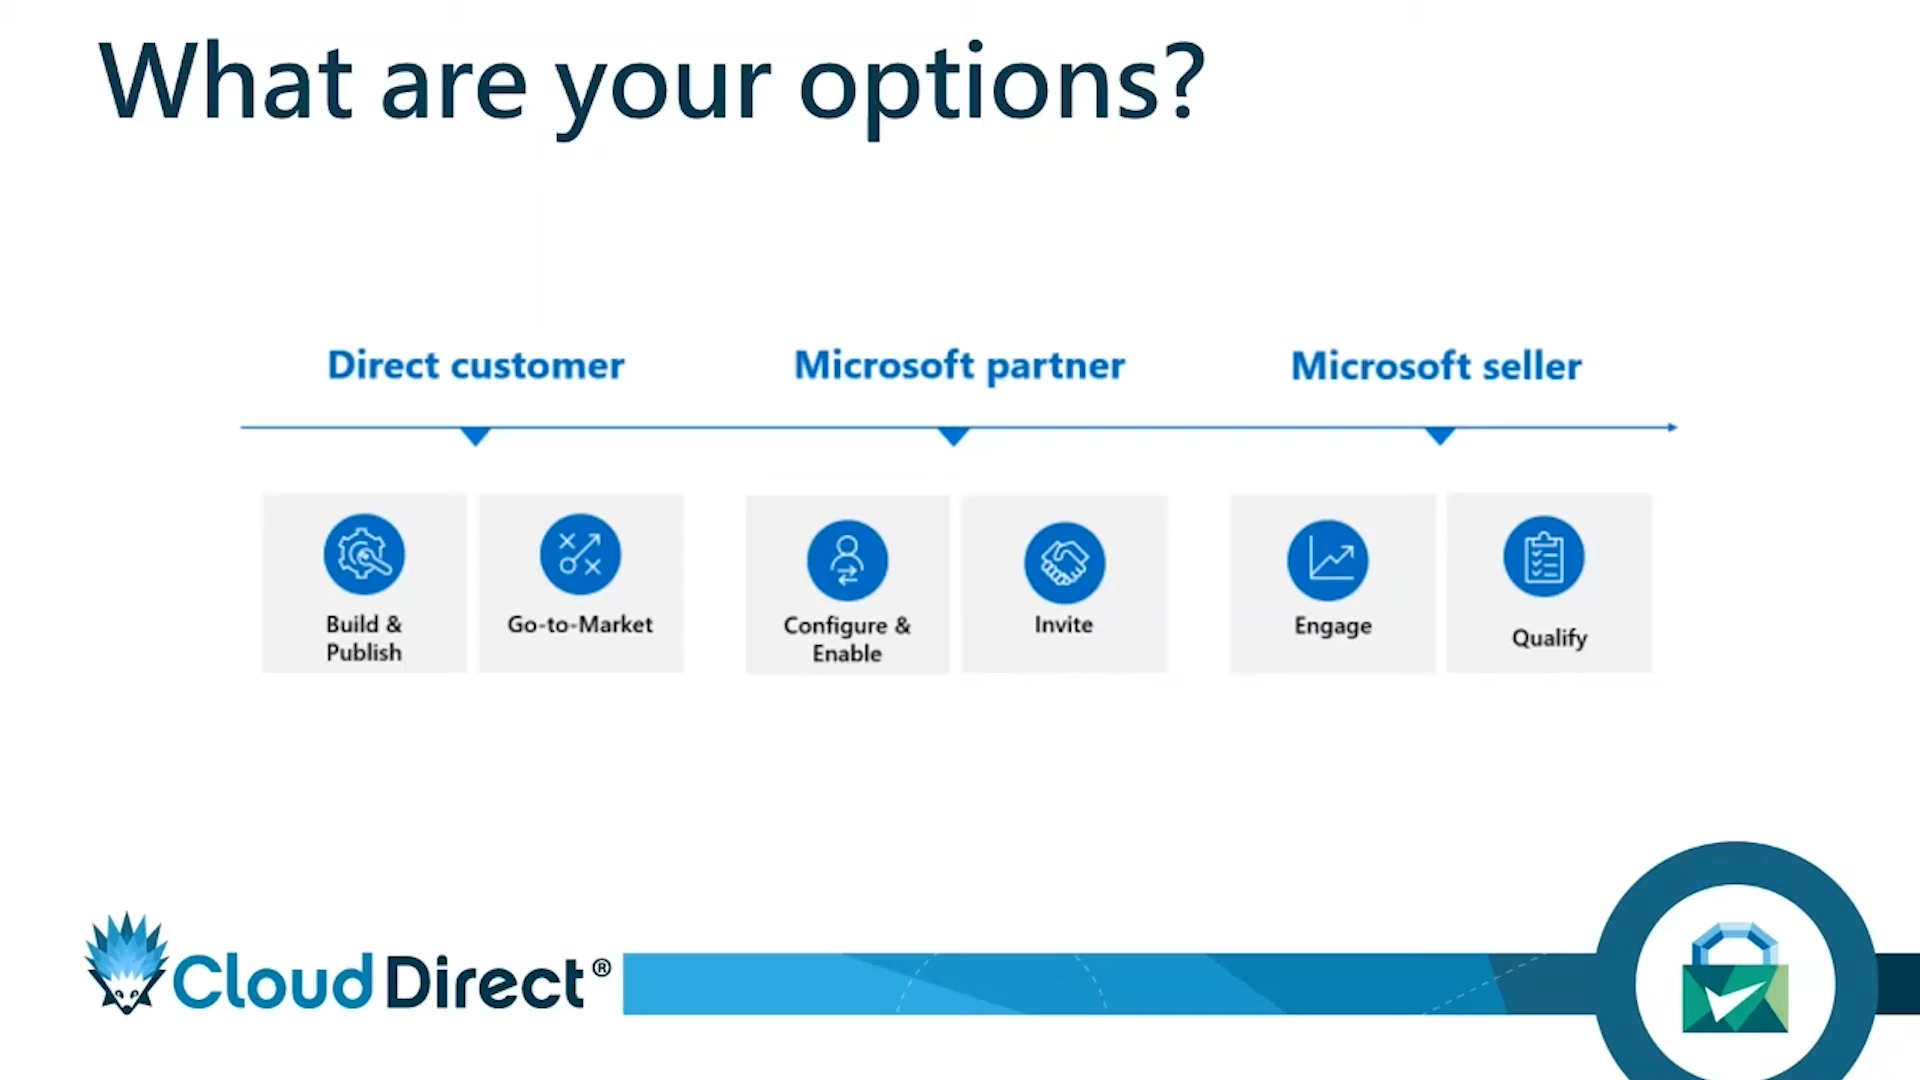 What are your options?
Direct customer
Microsoft partner
Microsoft seller
Build &
Publish
Go-to-Market
Configure &
Enable
Invite
Engage
Qualify
Cloud Direct®